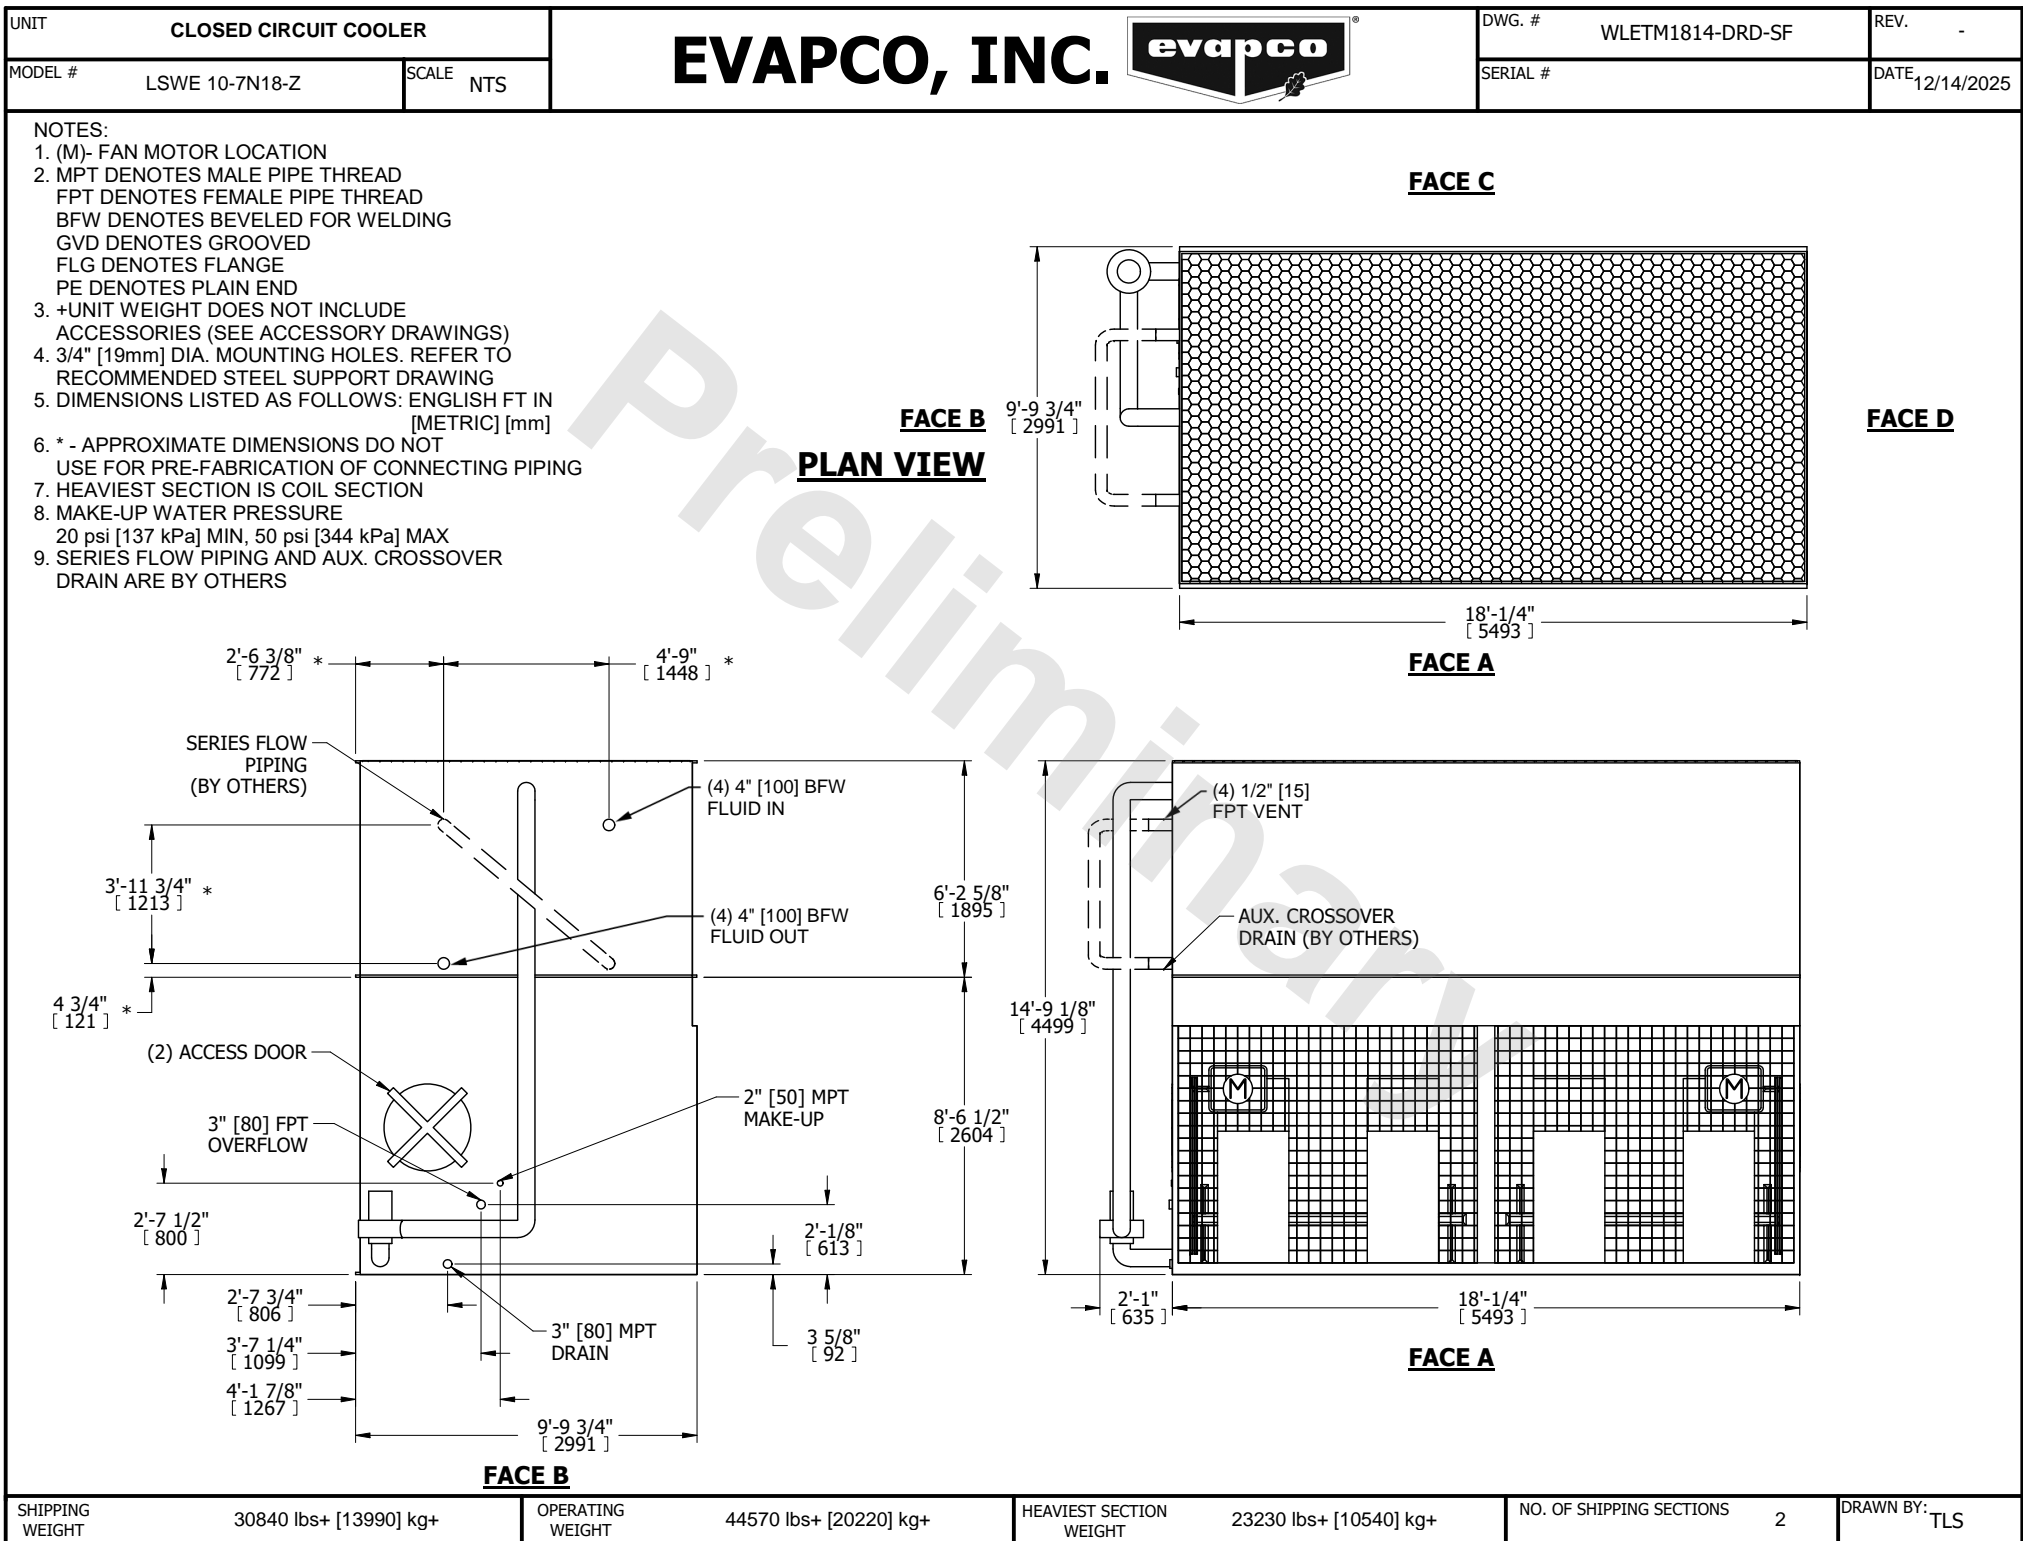 UNIT
CLOSED CIRCUIT COOLER
MODEL #
LSWE 10-7N18-Z
SCALE
NTS
EVAPCO, INC.
evapco
®
DWG. #
WLETM1814-DRD-SF
REV.
-
SERIAL #
DATE
12/14/2025
NOTES:
1. (M)- FAN MOTOR LOCATION
2. MPT DENOTES MALE PIPE THREAD
FPT DENOTES FEMALE PIPE THREAD
BFW DENOTES BEVELED FOR WELDING
GVD DENOTES GROOVED
FLG DENOTES FLANGE
PE DENOTES PLAIN END
3. +UNIT WEIGHT DOES NOT INCLUDE
ACCESSORIES (SEE ACCESSORY DRAWINGS)
4. 3/4" [19mm] DIA. MOUNTING HOLES. REFER TO
RECOMMENDED STEEL SUPPORT DRAWING
5. DIMENSIONS LISTED AS FOLLOWS: ENGLISH FT IN
[METRIC] [mm]
6. * - APPROXIMATE DIMENSIONS DO NOT
USE FOR PRE-FABRICATION OF CONNECTING PIPING
7. HEAVIEST SECTION IS COIL SECTION
8. MAKE-UP WATER PRESSURE
20 psi [137 kPa] MIN, 50 psi [344 kPa] MAX
9. SERIES FLOW PIPING AND AUX. CROSSOVER
DRAIN ARE BY OTHERS
Preliminary
FACE C
FACE B
PLAN VIEW
9'-9 3/4"
[ 2991 ]
FACE D
18'-1/4"
[ 5493 ]
FACE A
2'-6 3/8" *
[ 772 ]
4'-9" *
[ 1448 ]
SERIES FLOW
PIPING
(BY OTHERS)
(4) 4" [100] BFW
FLUID IN
3'-11 3/4" *
[ 1213 ]
(4) 4" [100] BFW
FLUID OUT
6'-2 5/8"
[ 1895 ]
4 3/4" *
[ 121 ]
(2) ACCESS DOOR
3" [80] FPT
OVERFLOW
2" [50] MPT
MAKE-UP
8'-6 1/2"
[ 2604 ]
2'-7 1/2"
[ 800 ]
2'-1/8"
[ 613 ]
2'-7 3/4"
[ 806 ]
3" [80] MPT
DRAIN
3 5/8"
[ 92 ]
3'-7 1/4"
[ 1099 ]
4'-1 7/8"
[ 1267 ]
9'-9 3/4"
[ 2991 ]
FACE B
(4) 1/2" [15]
FPT VENT
AUX. CROSSOVER
DRAIN (BY OTHERS)
14'-9 1/8"
[ 4499 ]
M
M
2'-1"
[ 635 ]
18'-1/4"
[ 5493 ]
FACE A
SHIPPING
WEIGHT
30840 lbs+ [13990] kg+
OPERATING
WEIGHT
44570 lbs+ [20220] kg+
HEAVIEST SECTION
WEIGHT
23230 lbs+ [10540] kg+
NO. OF SHIPPING SECTIONS
2
DRAWN BY:
TLS